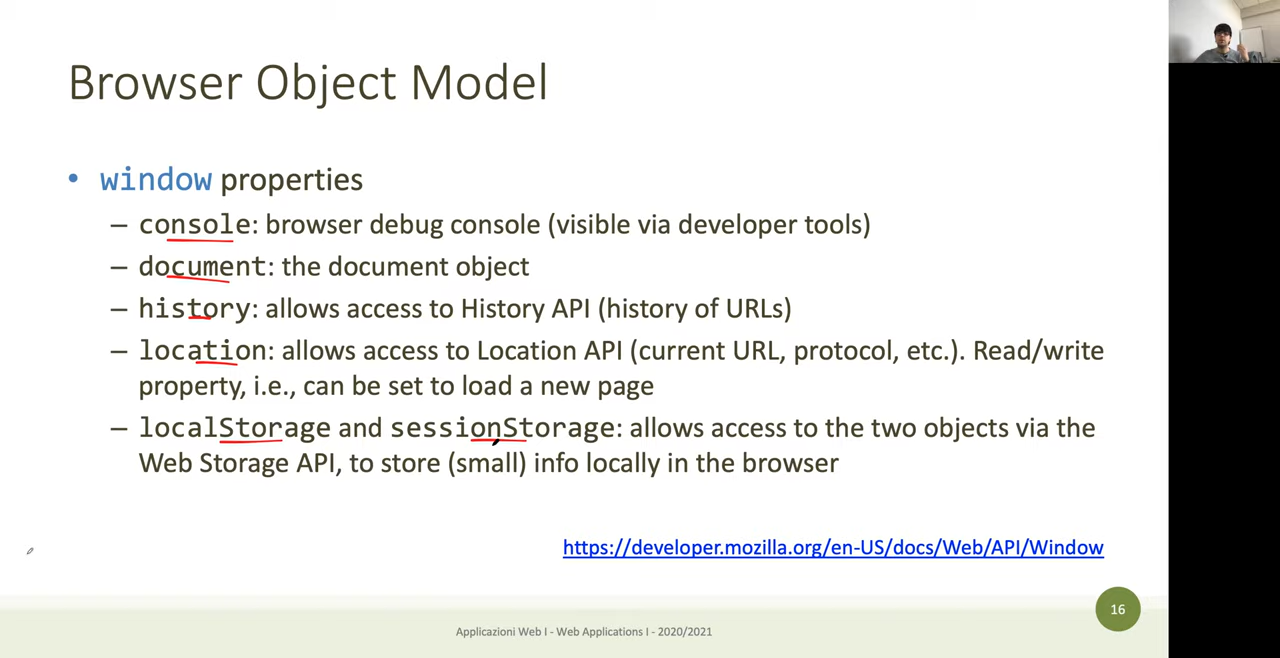 Browser Object Model
• window properties
– console: browser debug console (visible via developer tools)
– document: the document object
– history: allows access to History API (history of URLs)
– location: allows access to Location API (current URL, protocol, etc.). Read/write
property, i.e., can be set to load a new page
– localStorage and sessionStorage: allows access to the two objects via the
Web Storage API, to store (small) info locally in the browser
https://developer.mozilla.org/en-US/docs/Web/API/Window
16
Applicazioni Web I - Web Applications I - 2020/2021